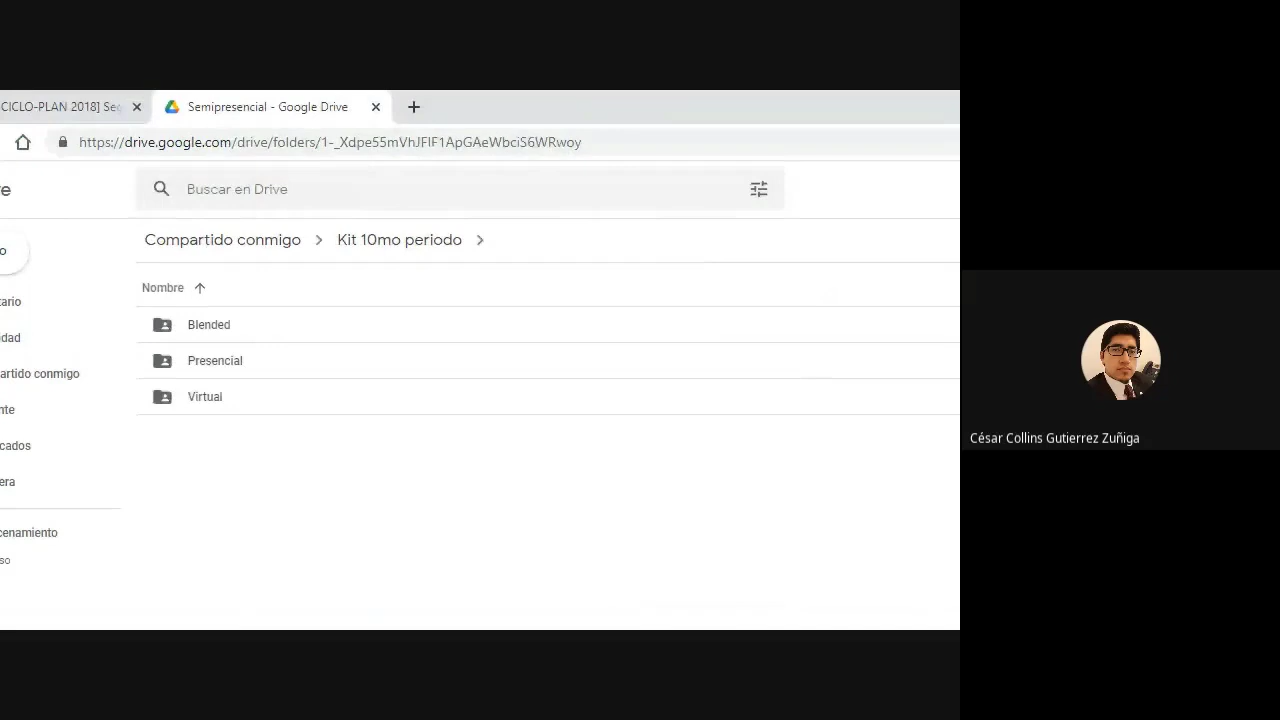 CICLO-PLAN 2018] Seg
Semipresencial - Google Drive
https://drive.google.com/drive/folders/1-_Xdpe55mVhJFIF1ApGAeWbciS6WRwoy
e
Buscar en Drive
o
Compartido conmigo > Kit 10mo periodo >
Nombre
tario
Blended
dad
Presencial
artido conmigo
Virtual
nte
cados
era
cenamiento
so
César Collins Gutierrez Zuñiga